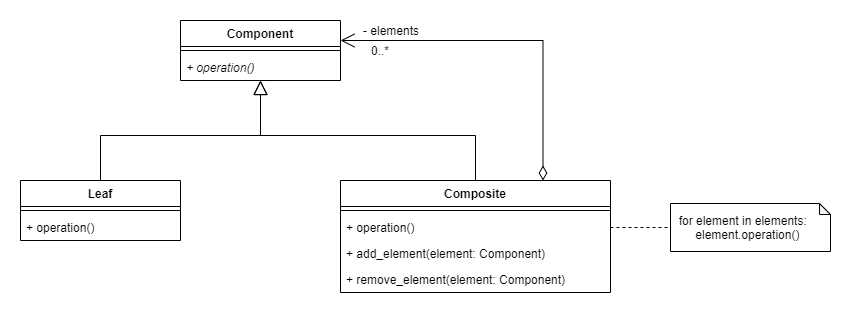 Component
- elements
0..*
+ operation()
Leaf
+ operation()
Composite
+ operation()
+ add_element(element: Component)
+ remove_element(element: Component)
for element in elements:
element.operation()